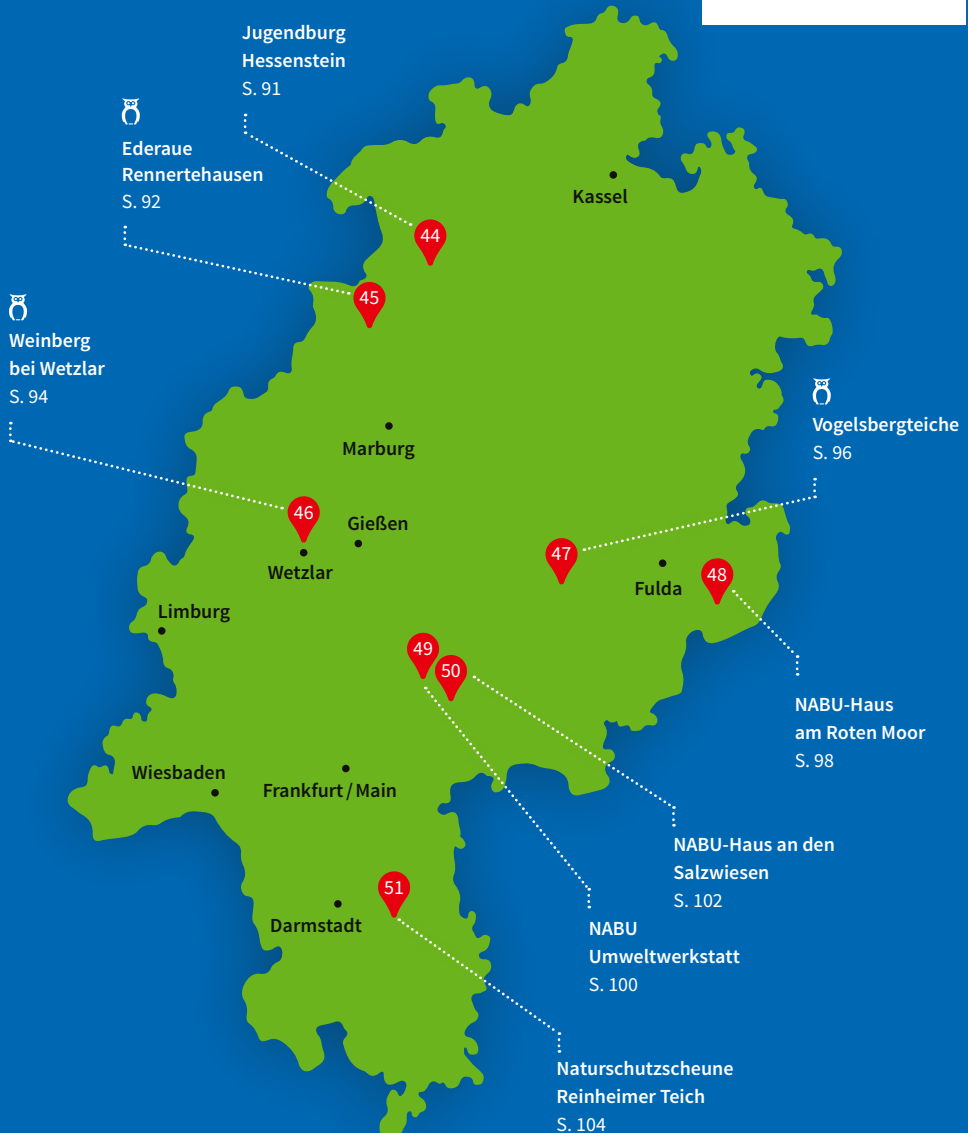 Jugendburg
Hessenstein
S. 91
Ederaue
Rennertehausen
S. 92
Kassel
44
45
Weinberg
bei Wetzlar
S. 94
Vogelsbergteiche
S. 96
Marburg
46
Gießen
Wetzlar
47
Fulda
48
Limburg
49
50
NABU-Haus
am Roten Moor
S. 98
Wiesbaden
Frankfurt / Main
NABU-Haus an den
Salzwiesen
S. 102
51
Darmstadt
NABU
Umweltwerkstatt
S. 100
Naturschutzscheune
Reinheimer Teich
S. 104